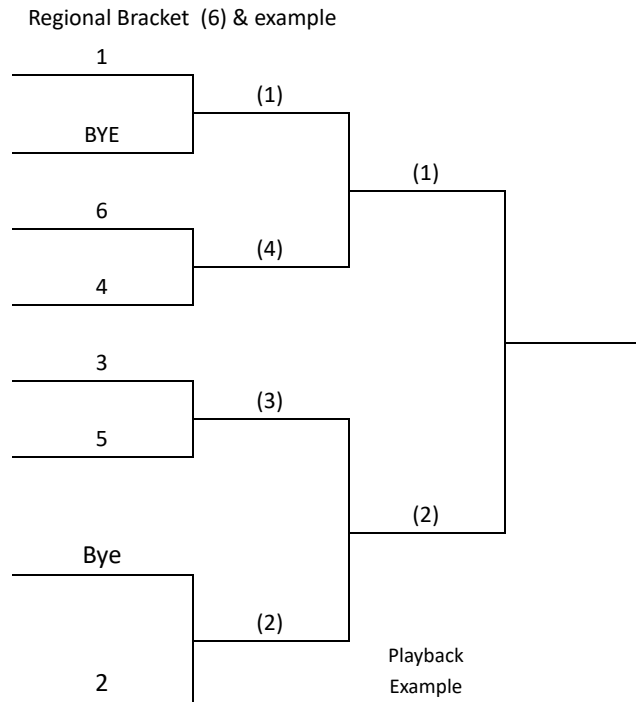 Regional Bracket (6) & example
1
(1)
BYE
(1)
6
(4)
4
3
(3)
5
(2)
Bye
(2)
Playback
Example
2